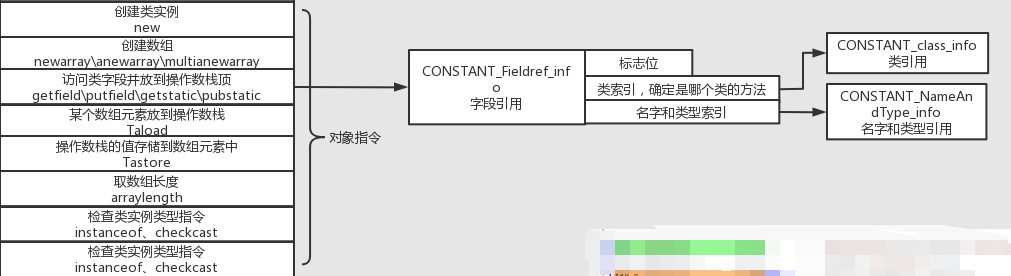 创建类实例
new
创建数组
newarray\anewarray\multianewarray
访问类字段并放到操作数栈顶
getfield\putfield\getstatic\pubstatic
某个数组元素放到操作数栈
Taload
操作数栈的值存储到数组元素中
Tastore
取数组长度
arraylength
检查类实例类型指令
instanceof、checkcast
检查类实例类型指令
instanceof、checkcast
对象指令
CONSTANT_Fieldref_inf
o
字段引用
标志位
类索引，确定是哪个类的方法
名字和类型索引
CONSTANT_class_info
类引用
CONSTANT_NameAn
dType_info
名字和类型引用